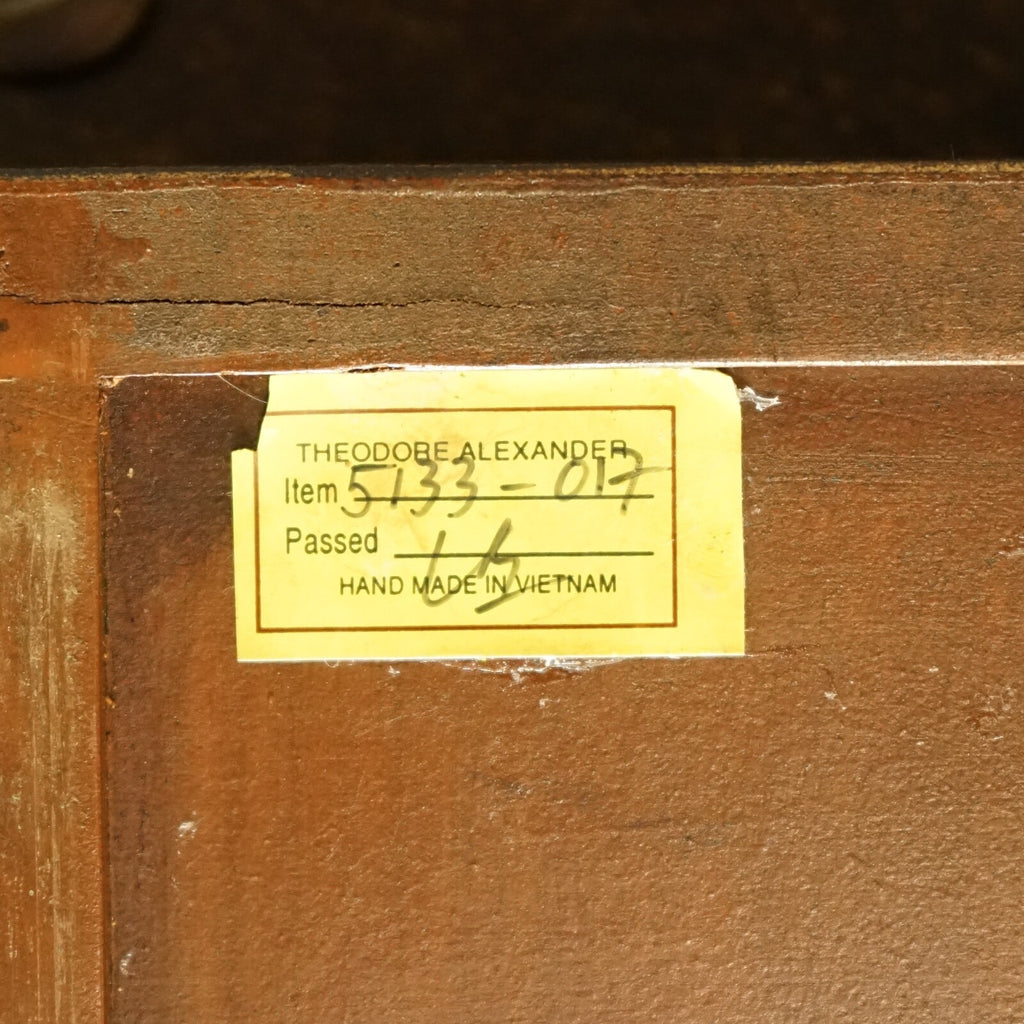 THEODORE ALEXANDER
Item 5133-017
Passed
HAND MADE IN VIETNAM